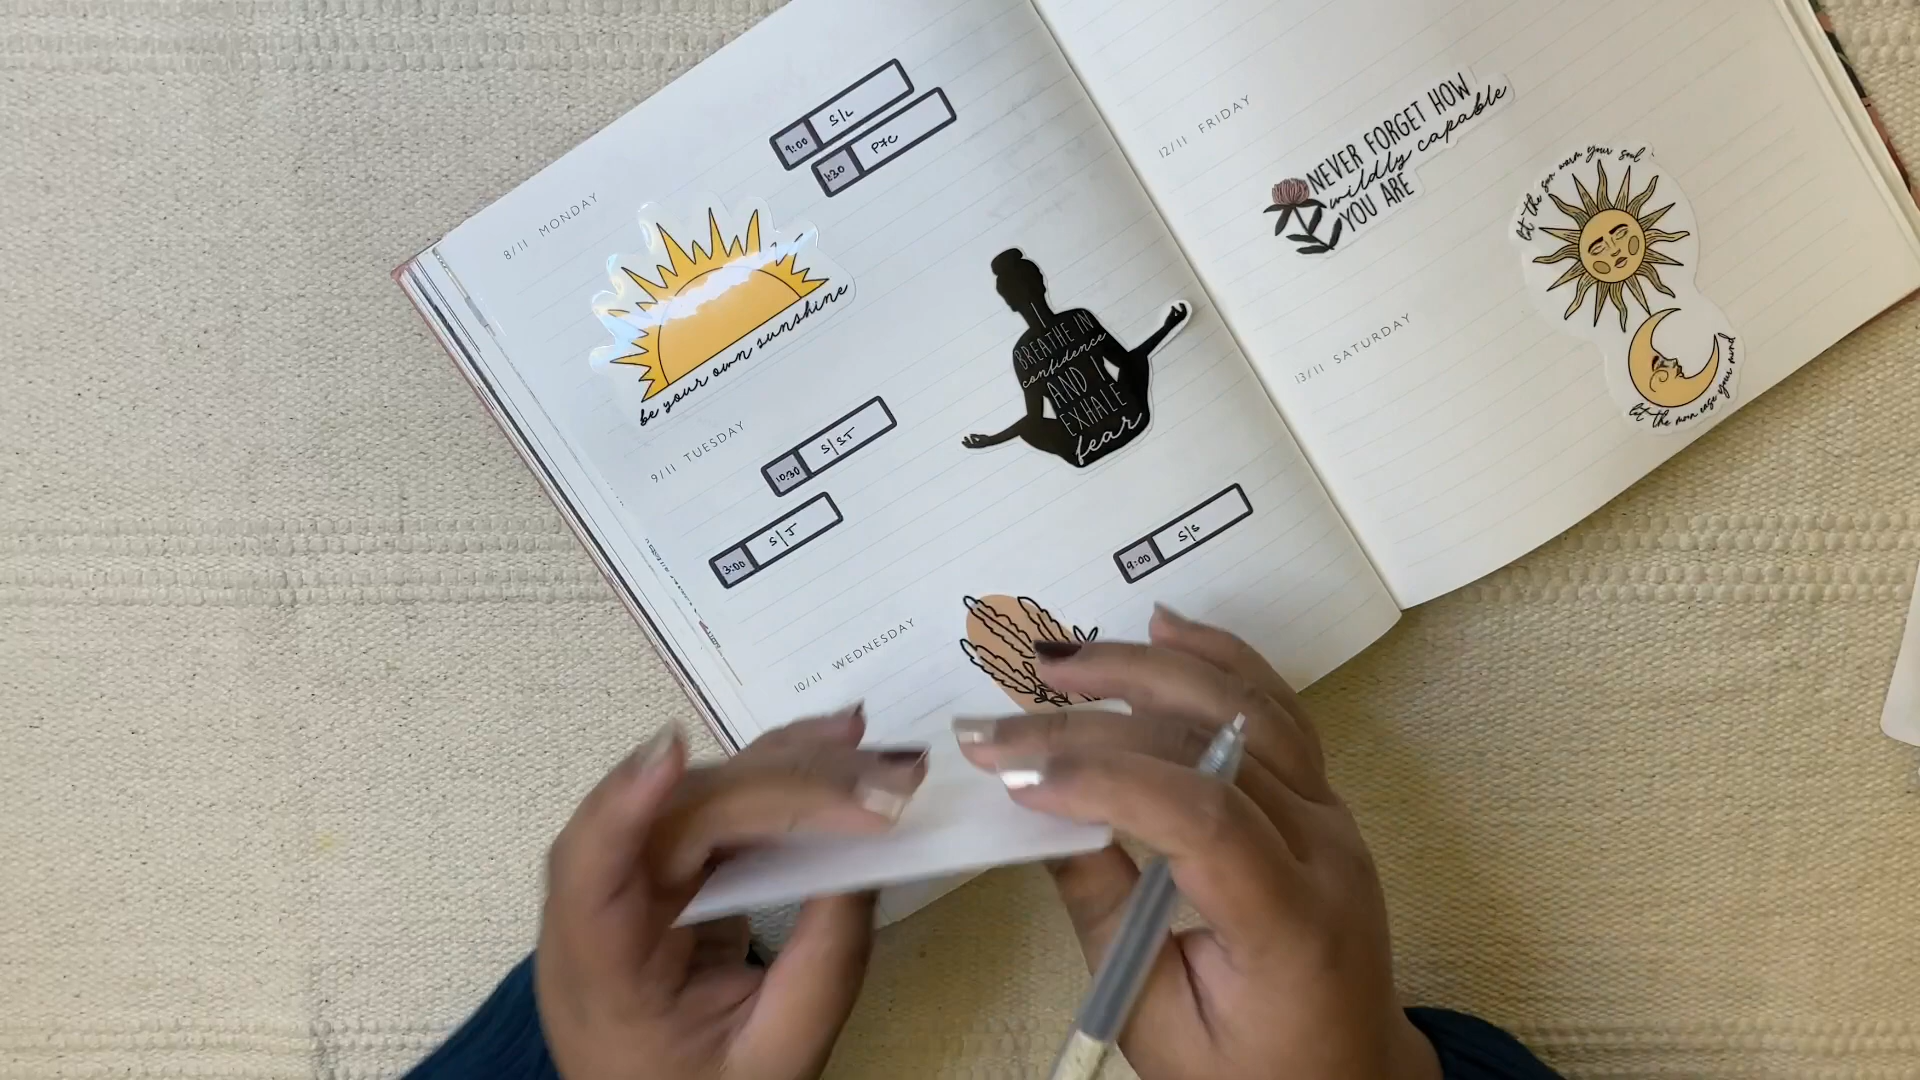 8/11 MONDAY
9:00 S/L
1:30 P7C
be your own sunshine
I
BREATHE IN
confidence
AND I
EXHALE
fear
9/11 TUESDAY
10:30 S/ST
3:00 S/J
9:00 S/S
10/11 WEDNESDAY
12/11 FRIDAY
NEVER FORGET HOW
wildly capable
YOU ARE
let the sun warm your soul
13/11 SATURDAY
let the moon ease your mind